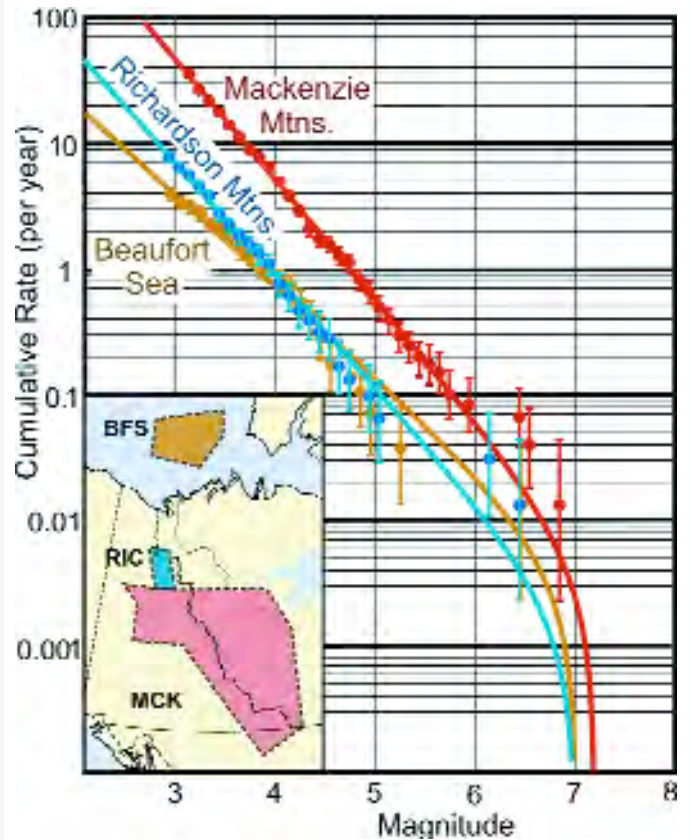 100
10
1
0.1
0.01
0.001
Cumulative Rate (per year)
Mackenzie
Mtns.
Richardson Mtns.
Beaufort
Sea
BFS
RIC
MCK
3 4 5 6 7 8
Magnitude